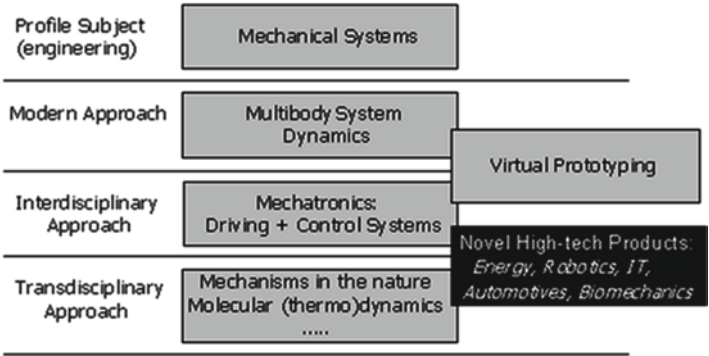 Profile Subject
(engineering)
Mechanical Systems
Modern Approach
Multibody System
Dynamics
Virtual Prototyping
Interdisciplinary
Approach
Mechatronics:
Driving + Control Systems
Novel High-tech Products:
Energy, Robotics, IT,
Automotives, Biomechanics
Transdisciplinary
Approach
Mechanisms in the nature
Molecular (thermo)dynamics
.....